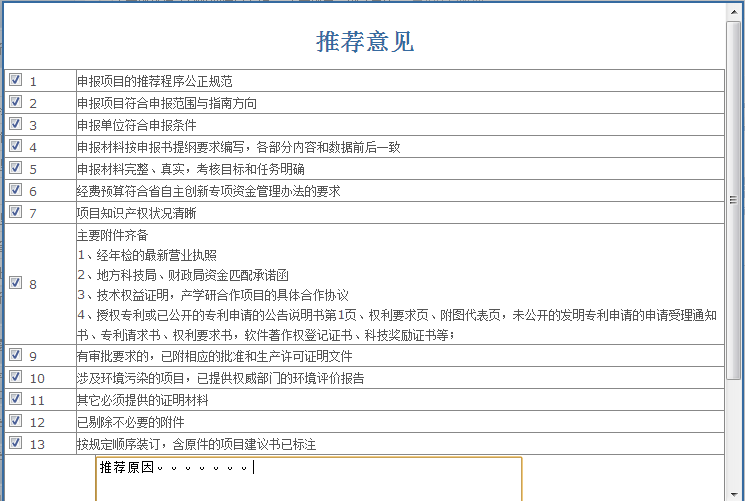 推荐意见
1 申报项目的推荐程序公正规范
2 申报项目符合申报范围与指南方向
3 申报单位符合申报条件
4 申报材料按申报书提纲要求编写，各部分内容和数据前后一致
5 申报材料完整、真实，考核目标和任务明确
6 经费预算符合省自主创新专项资金管理办法的要求
7 项目知识产权状况清晰
主要附件齐备
1、经年检的最新营业执照
2、地方科技局、财政局资金匹配承诺函
8 3、技术权益证明，产学研合作项目的具体合作协议
4、授权专利或已公开的专利申请的公告说明书第1页、权利要求页、附图代表页，未公开的发明专利申请的申请受理通知
书、专利请求书、权利要求书，软件著作权登记证书、科技奖励证书等；
9 有审批要求的，已附相应的批准和生产许可证明文件
10 涉及环境污染的项目，已提供权威部门的环境评价报告
11 其它必须提供的证明材料
12 已剔除不必要的附件
13 按规定顺序装订，含原件的项目建议书已标注
推荐原因。。。。。。。